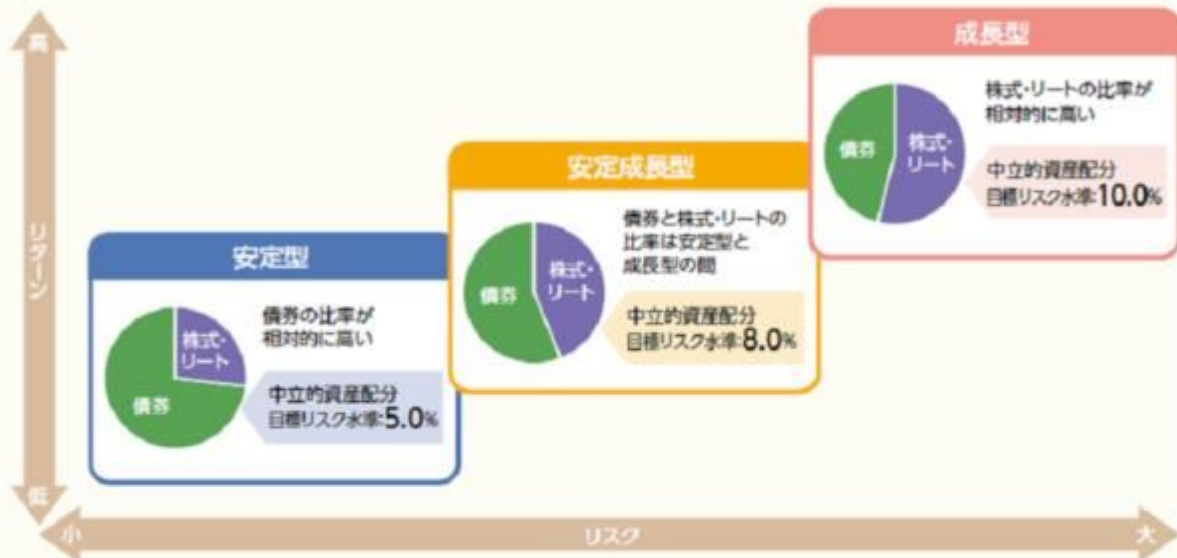 高
リターン
低
小
リスク
大
安定型
株式・
リート
債券
債券の比率が
相対的に高い
中立的資産配分
目標リスク水準:5.0%
安定成長型
債券
株式・
リート
債券と株式・リートの
比率は安定型と
成長型の間
中立的資産配分
目標リスク水準:8.0%
成長型
債券
株式・
リート
株式・リートの比率が
相対的に高い
中立的資産配分
目標リスク水準:10.0%